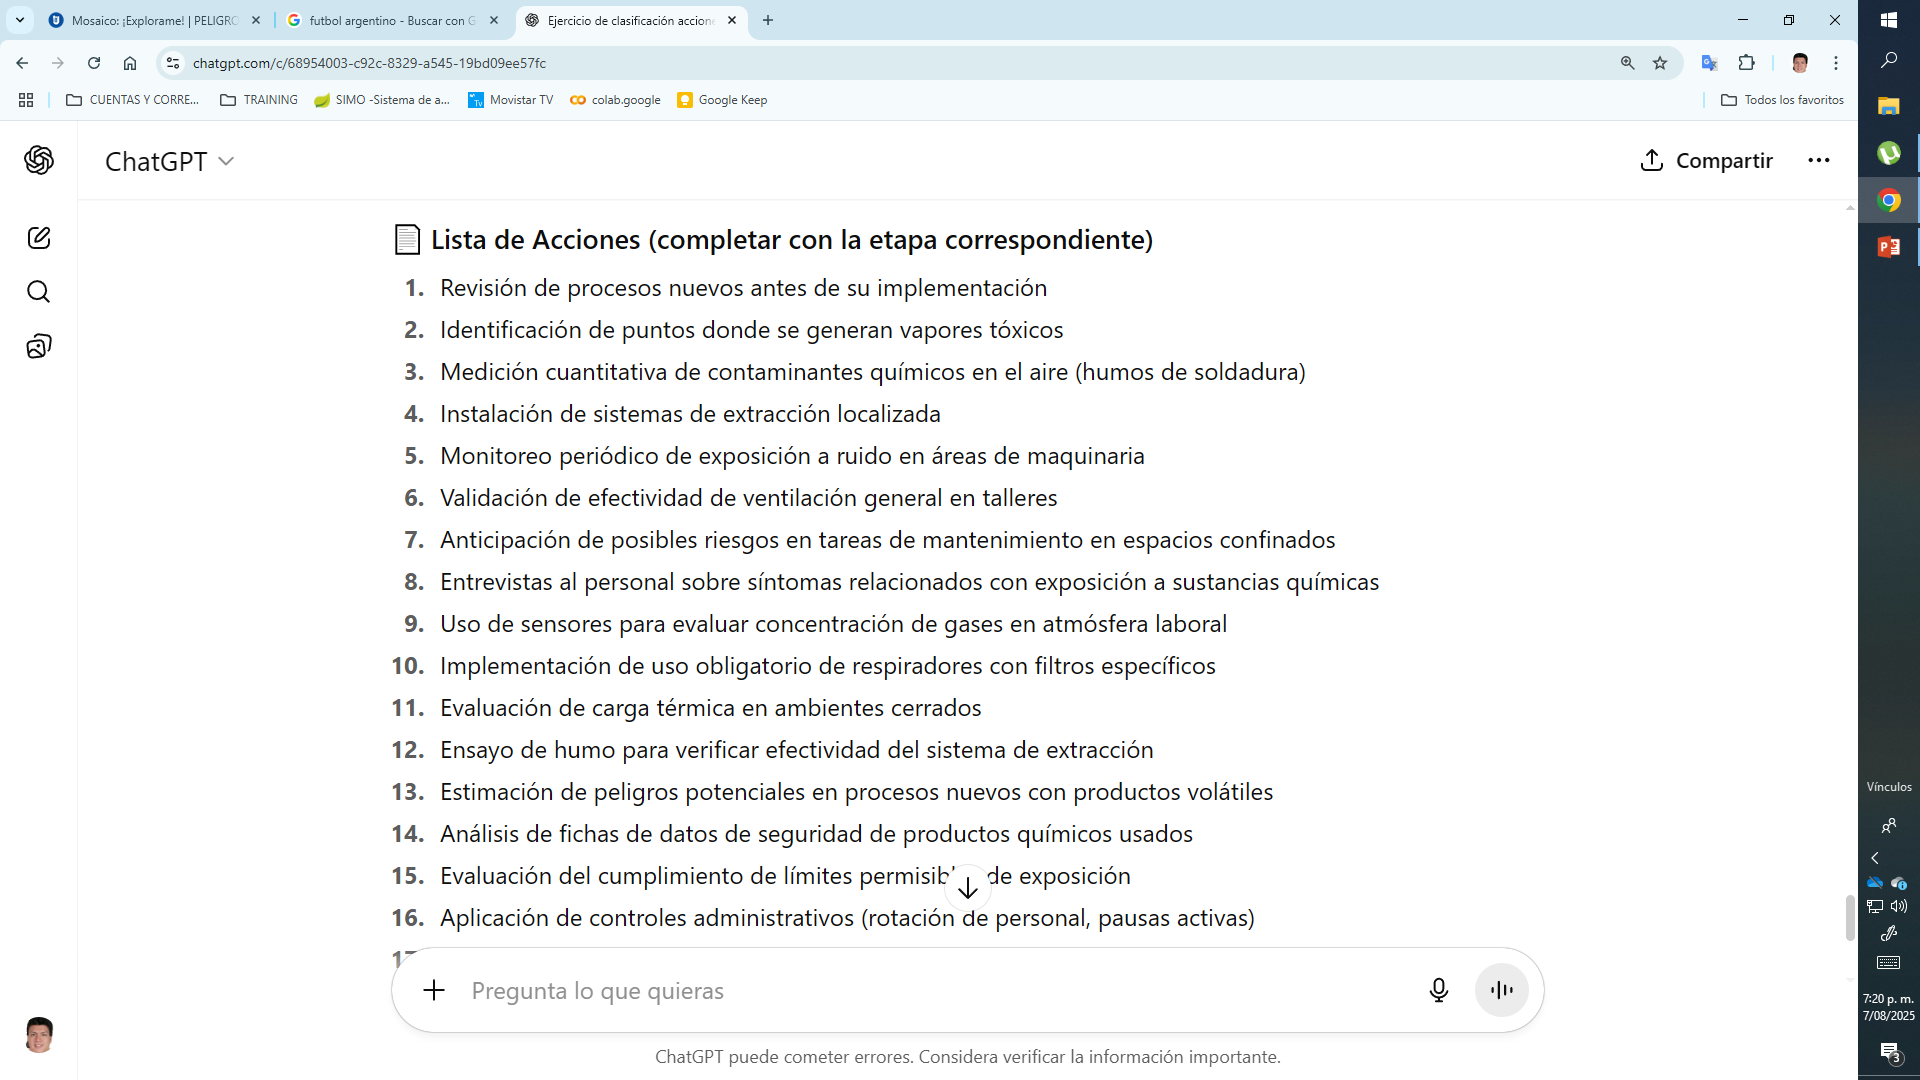 Mosaico: ¡Explorame! | PELIGRO
futbol argentino - Buscar con G
Ejercicio de clasificación accione
chatgpt.com/c/68954003-c92c-8329-a545-19bd09ee57fc
CUENTAS Y CORRE...
TRAINING
SIMO -Sistema de a...
Movistar TV
colab.google
Google Keep
Todos los favoritos
ChatGPT
Compartir
Lista de Acciones (completar con la etapa correspondiente)
1. Revisión de procesos nuevos antes de su implementación
2. Identificación de puntos donde se generan vapores tóxicos
3. Medición cuantitativa de contaminantes químicos en el aire (humos de soldadura)
4. Instalación de sistemas de extracción localizada
5. Monitoreo periódico de exposición a ruido en áreas de maquinaria
6. Validación de efectividad de ventilación general en talleres
7. Anticipación de posibles riesgos en tareas de mantenimiento en espacios confinados
8. Entrevistas al personal sobre síntomas relacionados con exposición a sustancias químicas
9. Uso de sensores para evaluar concentración de gases en atmósfera laboral
10. Implementación de uso obligatorio de respiradores con filtros específicos
11. Evaluación de carga térmica en ambientes cerrados
12. Ensayo de humo para verificar efectividad del sistema de extracción
13. Estimación de peligros potenciales en procesos nuevos con productos volátiles
14. Análisis de fichas de datos de seguridad de productos químicos usados
15. Evaluación del cumplimiento de límites permisibles de exposición
16. Aplicación de controles administrativos (rotación de personal, pausas activas)
17
Pregunta lo que quieras
ChatGPT puede cometer errores. Considera verificar la información importante.
Vínculos
7:20 p. m.
7/08/2025
3